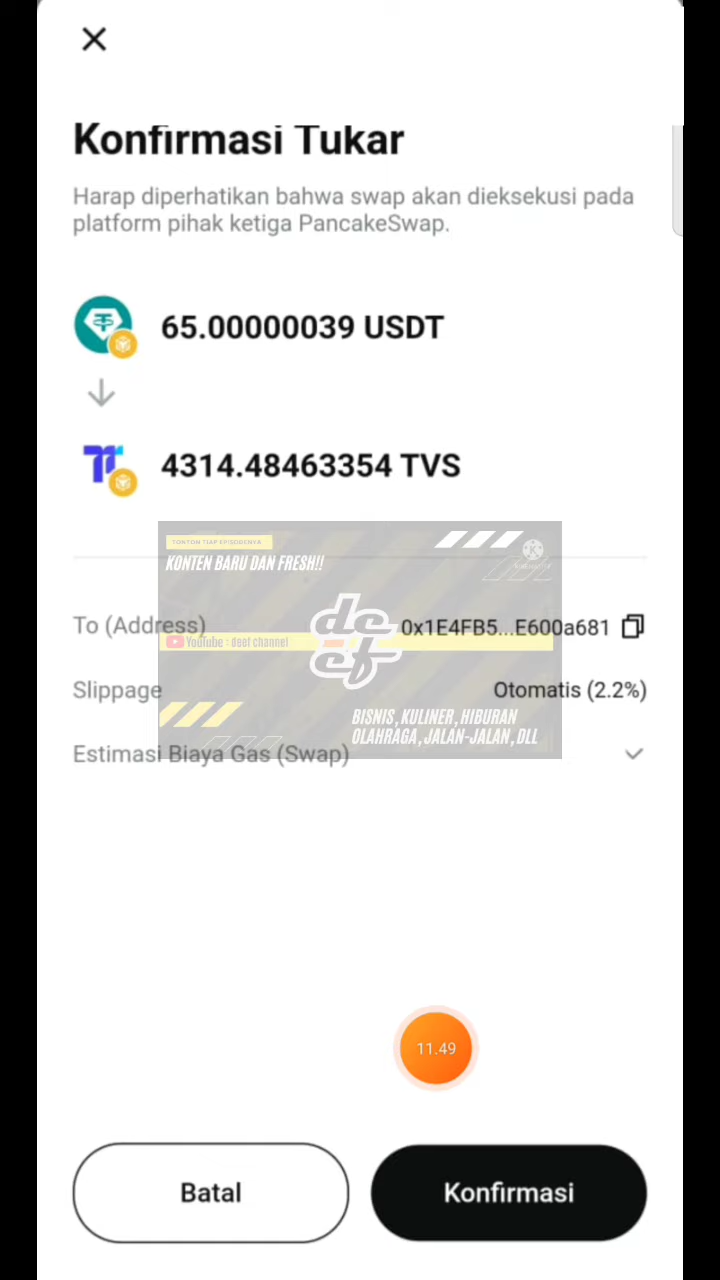 Konfirmasi Tukar
Harap diperhatikan bahwa swap akan dieksekusi pada
platform pihak ketiga PancakeSwap.
65.00000039 USDT
4314.48463354 TVS
TONTON TIAP EPISODENYA
KONTEN BARU DAN FRESH!!
To (Address)
0x1E4FB5...E600a681
Youtube : deef channel
de
ef
Slippage
Otomatis (2.2%)
BISNIS, KULINER, HIBURAN
OLAHRAGA, JALAN-JALAN, DLL
Estimasi Biaya Gas (Swap)
11.49
Batal
Konfirmasi